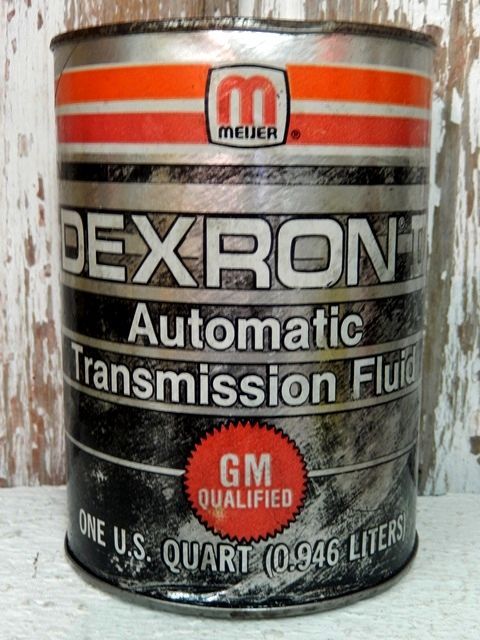 m
MEIJER ®
DEXRON®
Automatic
Transmission Fluid
GM
QUALIFIED
ONE U.S. QUART (0.946 LITERS)